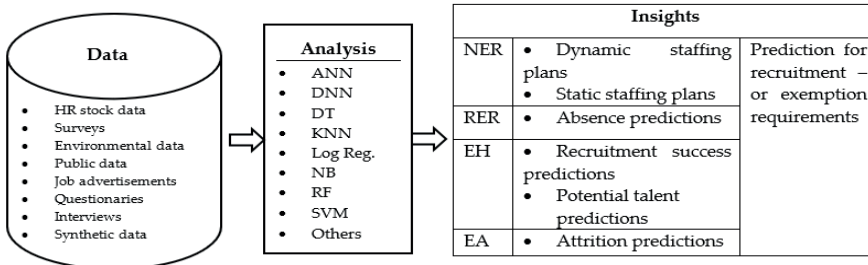 Data
HR stock data
Surveys
Environmental data
Public data
Job advertisements
Questionaries
Interviews
Synthetic data
Analysis
ANN
DNN
DT
KNN
Log Reg.
NB
RF
SVM
Others
Insights
NER
Dynamic staffing
plans
Static staffing plans
RER
Absence predictions
EH
Recruitment success
predictions
Potential talent
predictions
EA
Attrition predictions
Prediction for
recruitment –
or exemption
requirements